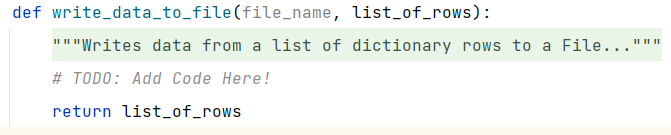 def write_data_to_file(file_name, list_of_rows):
    """Writes data from a list of dictionary rows to a File..."""
    # TODO: Add Code Here!
    return list_of_rows